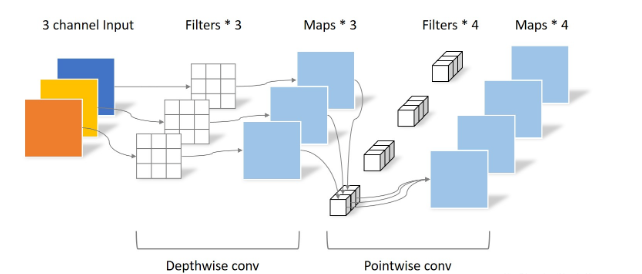 3 channel Input
Filters * 3
Maps * 3
Filters * 4
Maps * 4
Depthwise conv
Pointwise conv